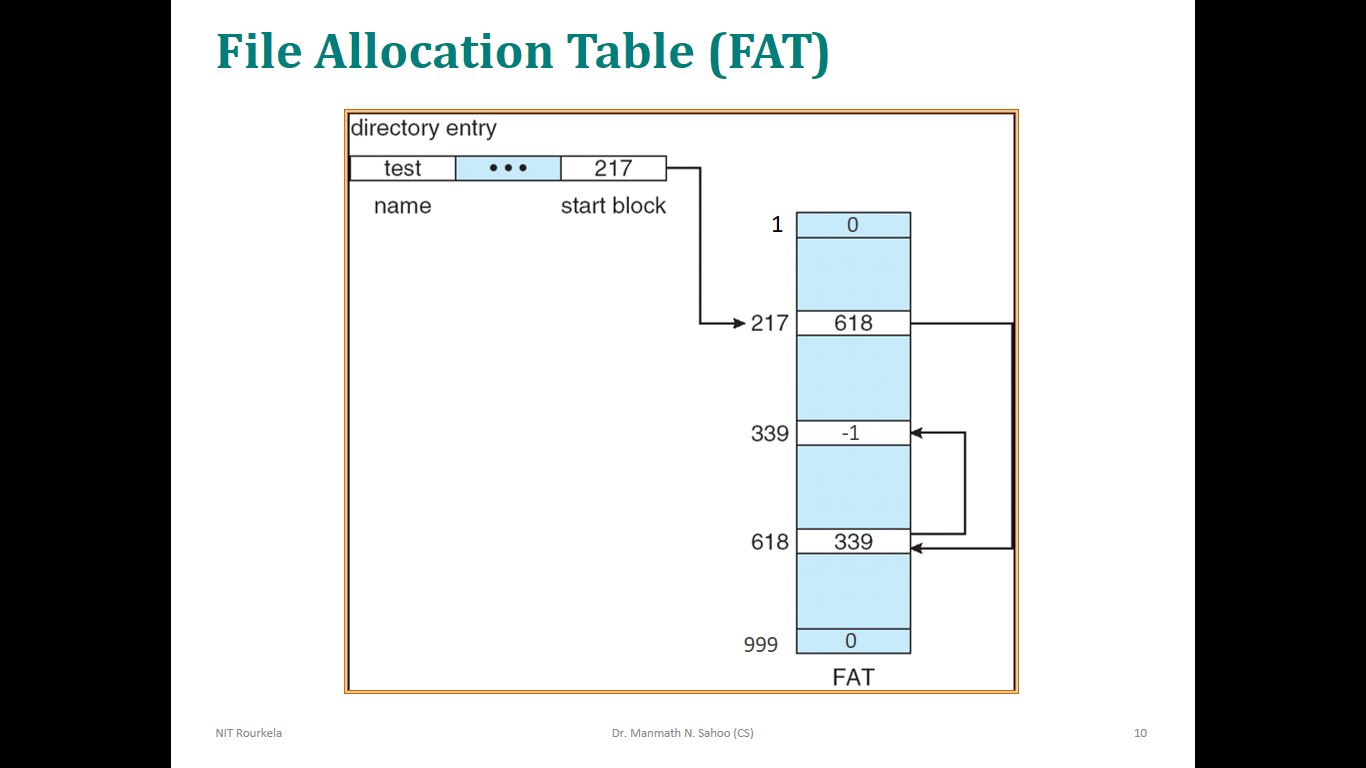 File Allocation Table (FAT)
directory entry
test ••• 217
name start block
1 0
217 618
339 -1
618 339
999 0
FAT
NIT Rourkela Dr. Manmath N. Sahoo (CS) 10